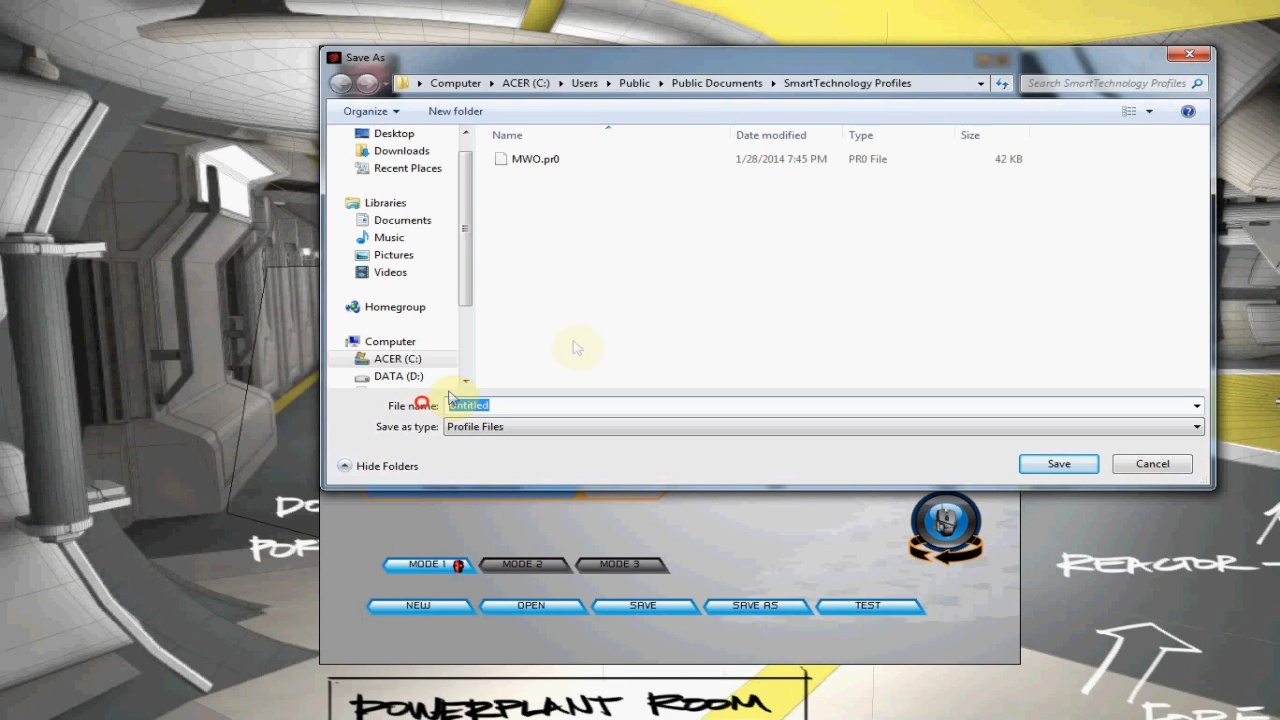 Save As
Computer ACER (C:) Users Public Public Documents SmartTechnology Profiles Search SmartTechnology Profiles
Organize New folder
Name Date modified Type Size
MWO.pr0 1/28/2014 7:45 PM PR0 File 42 KB
Desktop
Downloads
Recent Places
Libraries
Documents
Music
Pictures
Videos
Homegroup
Computer
ACER (C:)
DATA (D:)
File name: Untitled
Save as type: Profile Files
Hide Folders Save Cancel
MODE 1 MODE 2 MODE 3
NEW OPEN SAVE SAVE AS TEST
REACTOR
POWERPLANT ROOM